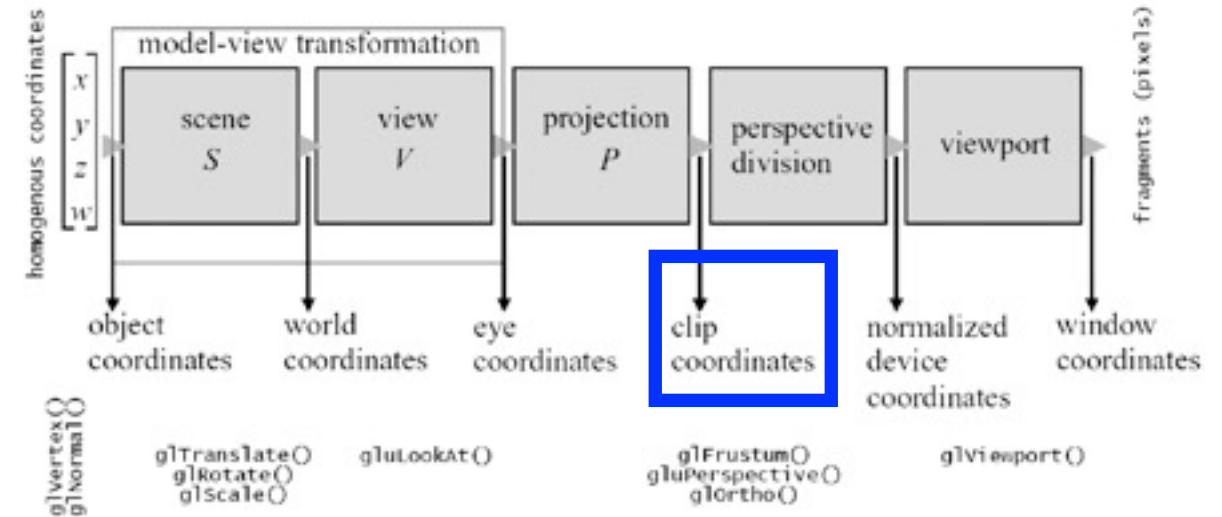 homogenous coordinates
model-view transformation
x
y
z
w
scene
S
view
V
projection
P
perspective
division
viewport
fragments (pixels)
object
coordinates
world
coordinates
eye
coordinates
clip
coordinates
normalized
device
coordinates
window
coordinates
glVertex()
glNormal()
glTranslate()
glRotate()
glScale()
gluLookAt()
glFrustum()
gluPerspective()
glOrtho()
glViewport()